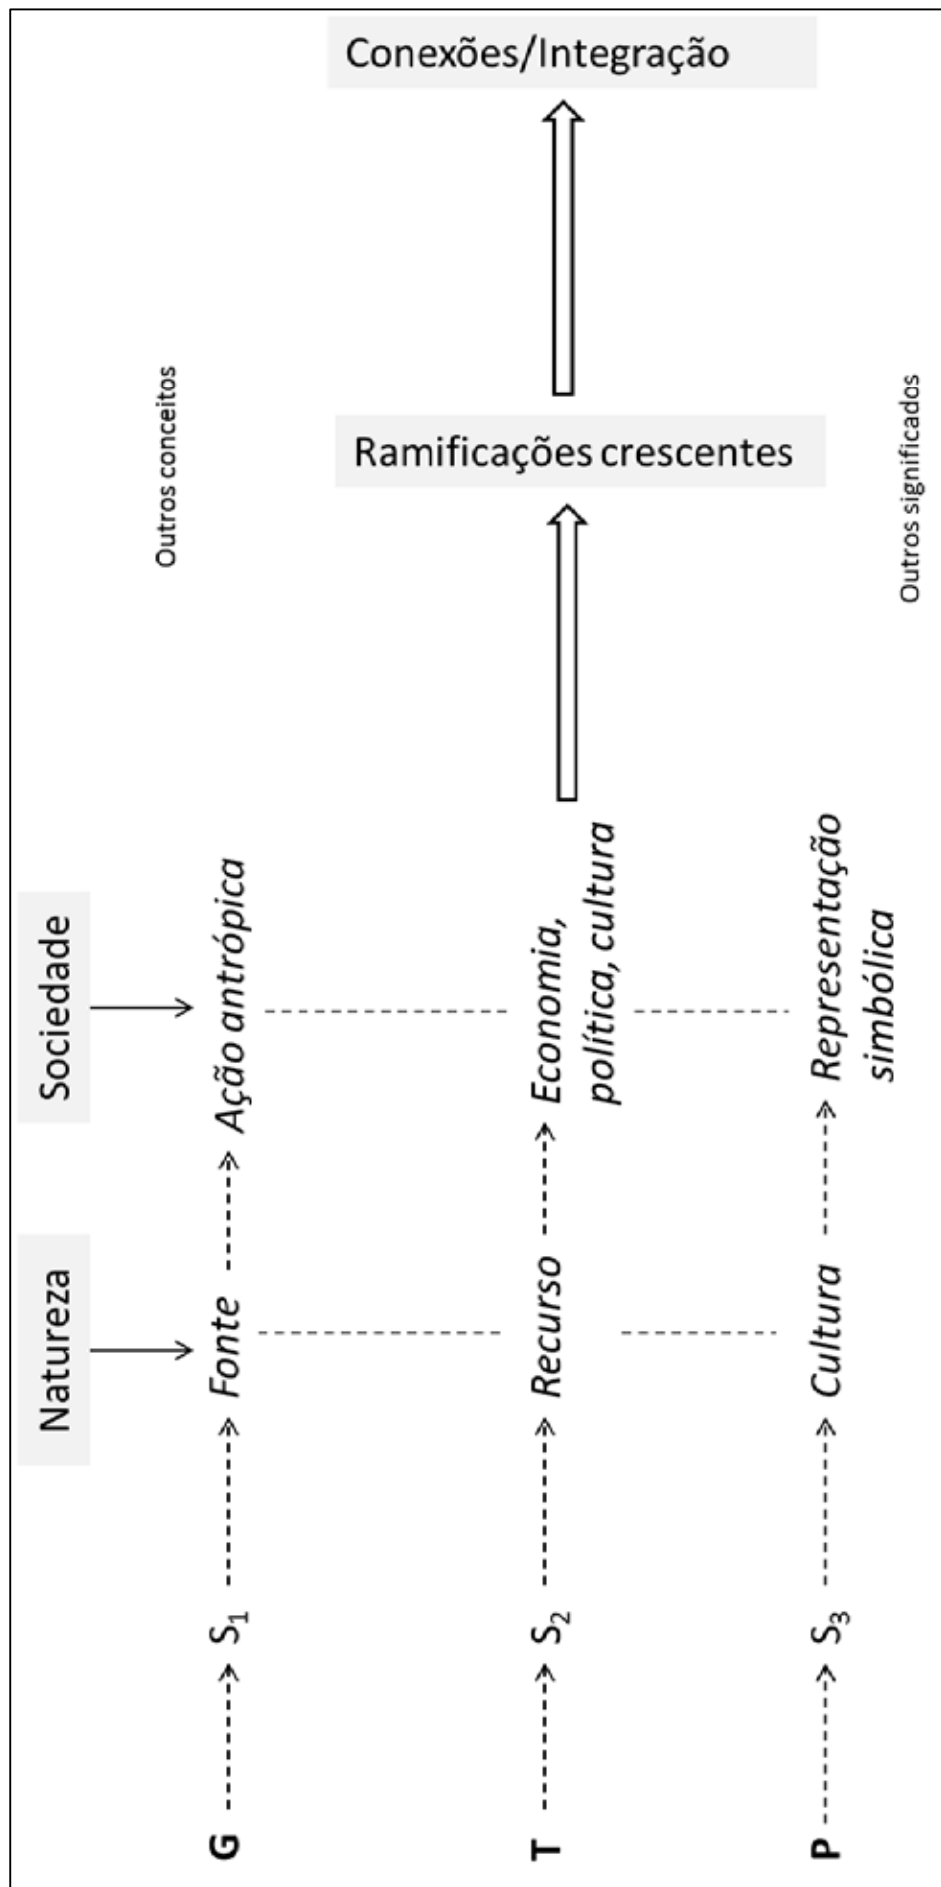 Natureza
Sociedade
G
S₁
Fonte
Ação antrópica
Outros conceitos
T
S₂
Recurso
Economia,
política, cultura
Ramificações crescentes
Conexões/Integração
P
S₃
Cultura
Representação
simbólica
Outros significados